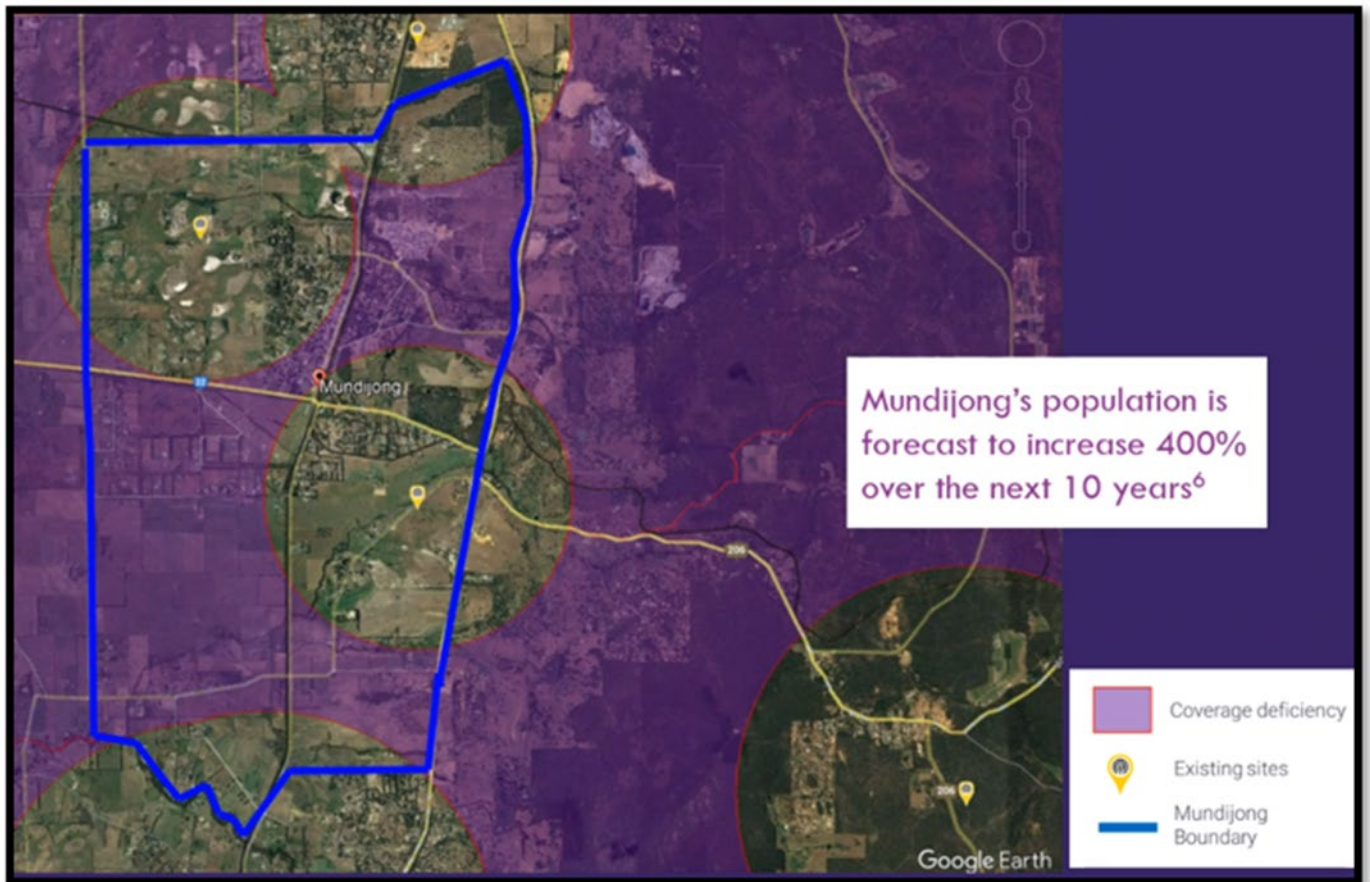 Mundijong
206
Mundijong's population is
forecast to increase 400%
over the next 10 years⁶
Coverage deficiency
Existing sites
206
Mundijong
Boundary
Google Earth